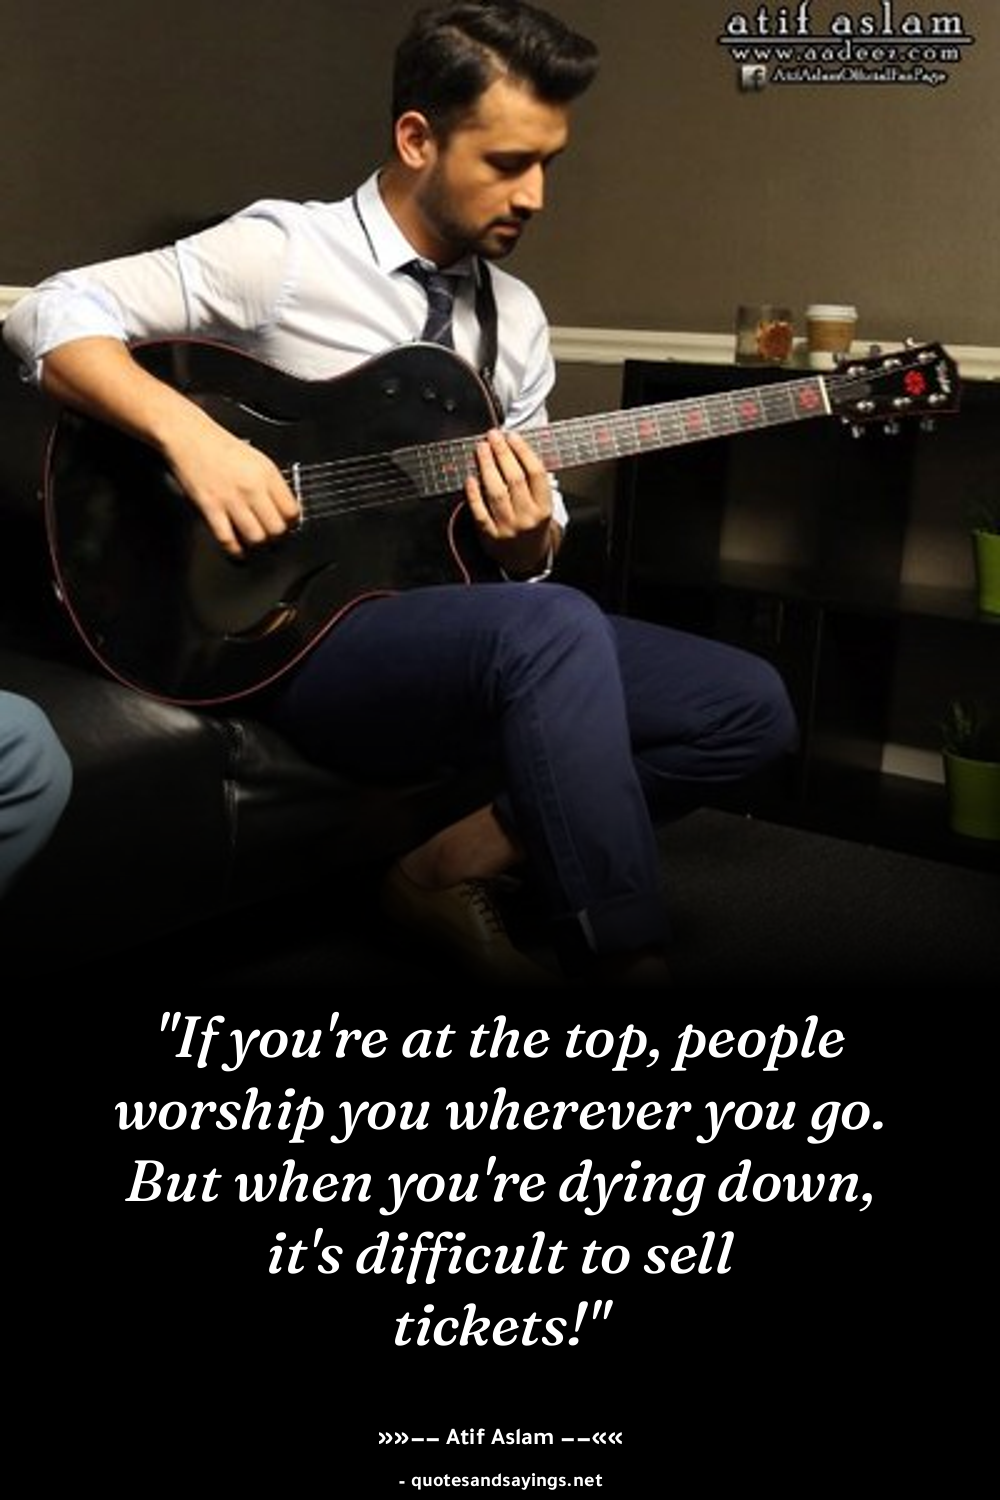 atif aslam
www.aadeez.com
AtifAslamOfficialFanPage
"If you're at the top, people
worship you wherever you go.
But when you're dying down,
it's difficult to sell
tickets!"
»»-- Atif Aslam --««
- quotesandsayings.net